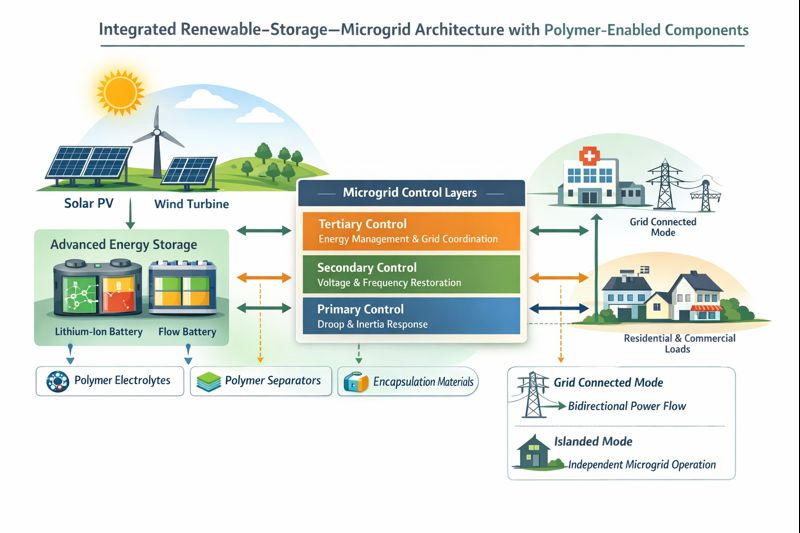 Integrated Renewable–Storage—Microgrid Architecture with Polymer-Enabled Components
Solar PV
Wind Turbine
Advanced Energy Storage
Lithium-Ion Battery
Flow Battery
Polymer Electrolytes
Polymer Separators
Encapsulation Materials
Microgrid Control Layers
Tertiary Control
Energy Management & Grid Coordination
Secondary Control
Voltage & Frequency Restoration
Primary Control
Droop & Inertia Response
Grid Connected
Mode
Residential & Commercial
Loads
Grid Connected Mode
Bidirectional Power Flow
Islanded Mode
Independent Microgrid Operation